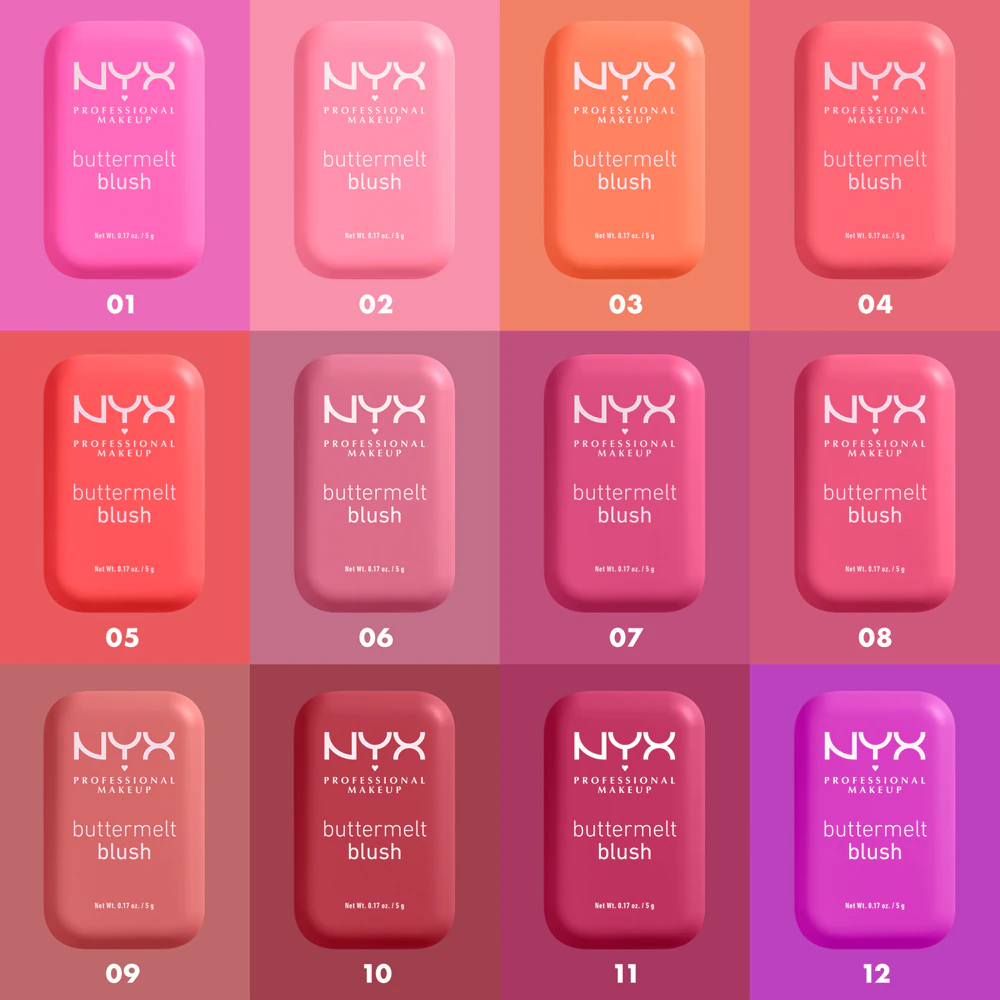 NYX
PROFESSIONAL
MAKEUP
buttermelt
blush
Net Wt. 0.17 oz. / 5 g
01
NYX
PROFESSIONAL
MAKEUP
buttermelt
blush
Net Wt. 0.17 oz. / 5 g
02
NYX
PROFESSIONAL
MAKEUP
buttermelt
blush
Net Wt. 0.17 oz. / 5 g
03
NYX
PROFESSIONAL
MAKEUP
buttermelt
blush
Net Wt. 0.17 oz. / 5 g
04
NYX
PROFESSIONAL
MAKEUP
buttermelt
blush
Net Wt. 0.17 oz. / 5 g
05
NYX
PROFESSIONAL
MAKEUP
buttermelt
blush
Net Wt. 0.17 oz. / 5 g
06
NYX
PROFESSIONAL
MAKEUP
buttermelt
blush
Net Wt. 0.17 oz. / 5 g
07
NYX
PROFESSIONAL
MAKEUP
buttermelt
blush
Net Wt. 0.17 oz. / 5 g
08
NYX
PROFESSIONAL
MAKEUP
buttermelt
blush
Net Wt. 0.17 oz. / 5 g
09
NYX
PROFESSIONAL
MAKEUP
buttermelt
blush
Net Wt. 0.17 oz. / 5 g
10
NYX
PROFESSIONAL
MAKEUP
buttermelt
blush
Net Wt. 0.17 oz. / 5 g
11
NYX
PROFESSIONAL
MAKEUP
buttermelt
blush
Net Wt. 0.17 oz. / 5 g
12